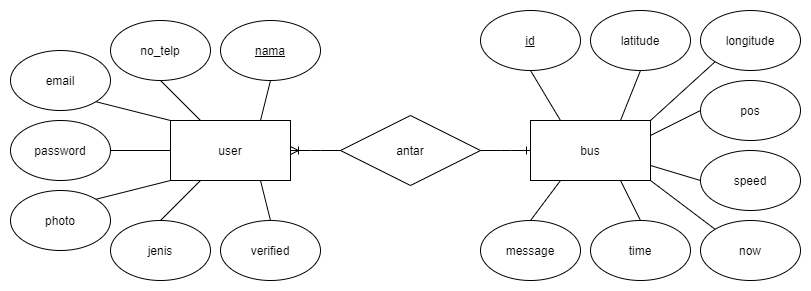 no_telp
nama
id
latitude
longitude
email
pos
password
user
antar
bus
speed
photo
jenis
verified
message
time
now